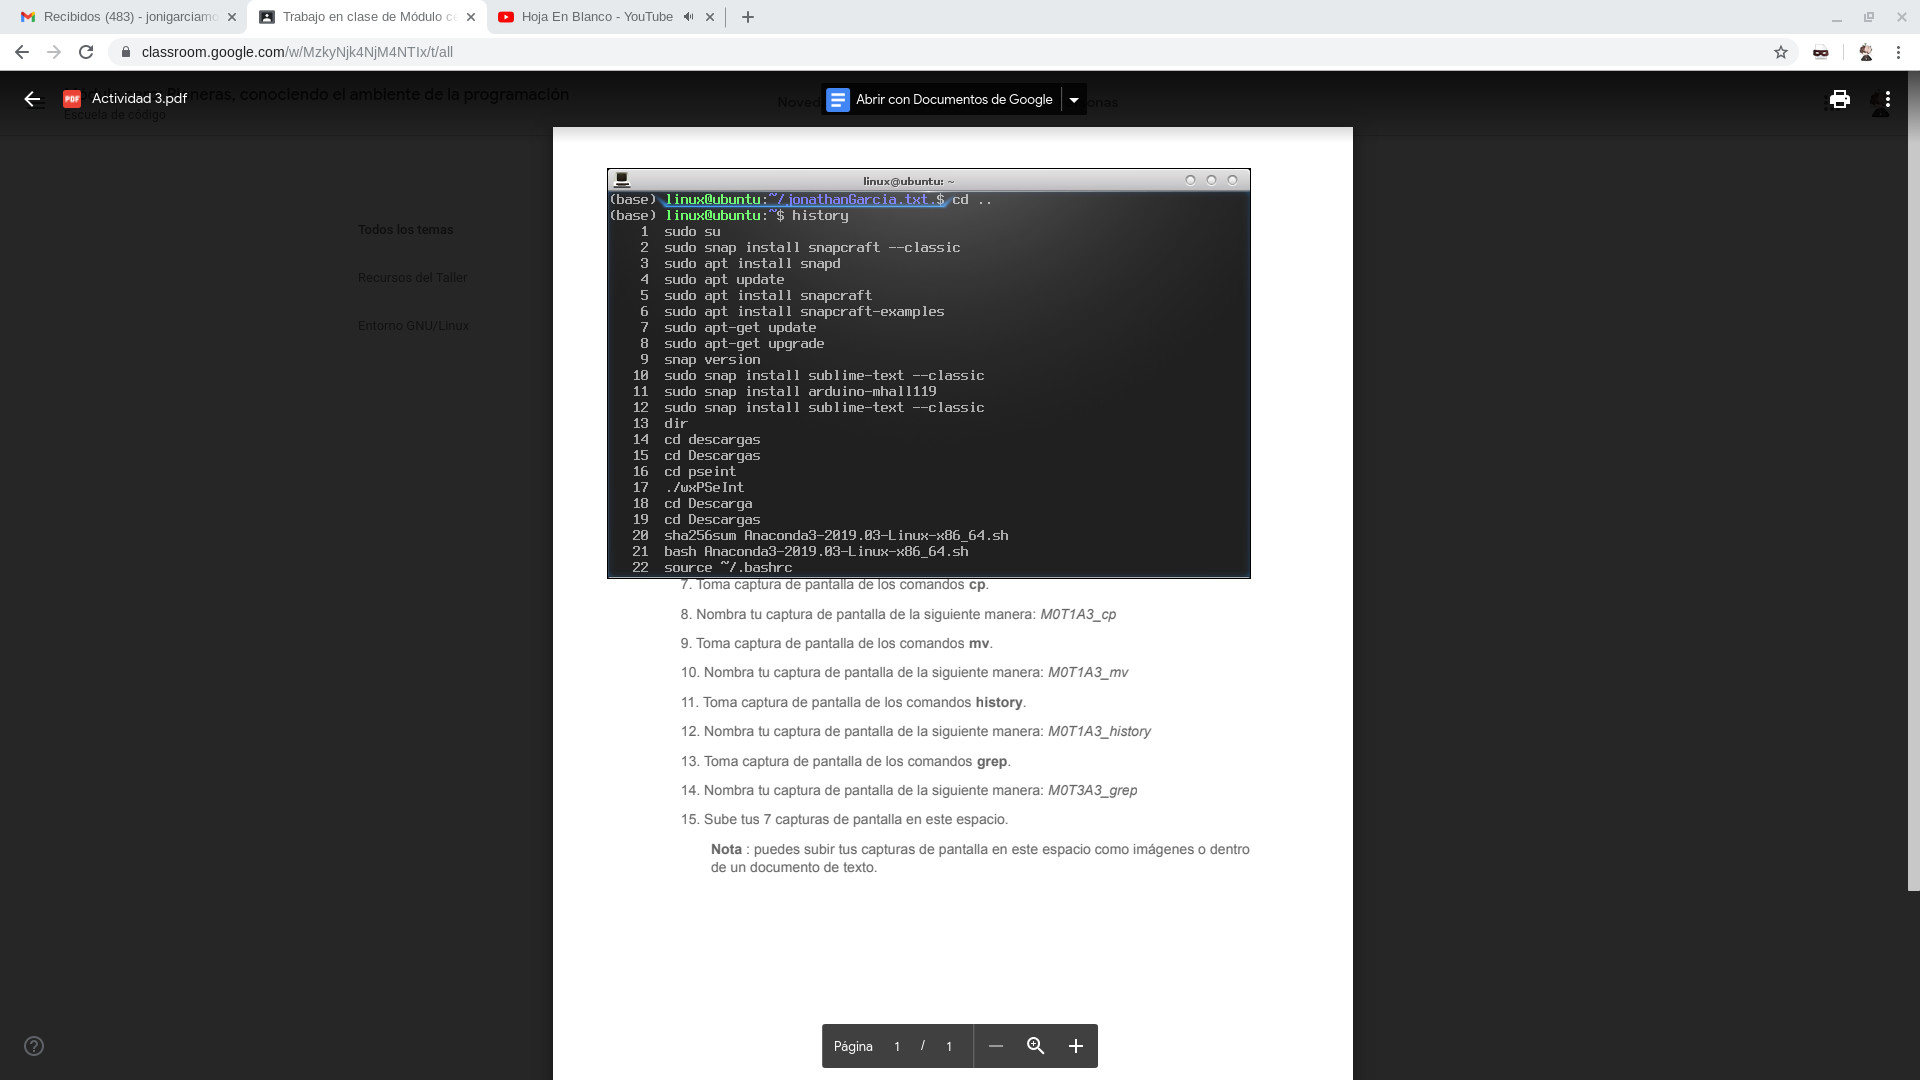 Recibidos (483) - jonigarciamo
Trabajo en clase de Módulo ce
Hoja En Blanco - YouTube
classroom.google.com/w/MzkyNjk4NjM4NTIx/t/all
PDF
Actividad 3.pdf
neras, conociendo el ambiente de la programación
Escuela de código
Noved
Abrir con Documentos de Google
onas
Todos los temas
Recursos del Taller
Entorno GNU/Linux
linux@ubuntu: ~
(base) linux@ubuntu:~/jonathanGarcia.txt.$ cd ..
(base) linux@ubuntu:~$ history
1 sudo su
2 sudo snap install snapcraft --classic
3 sudo apt install snapd
4 sudo apt update
5 sudo apt install snapcraft
6 sudo apt install snapcraft-examples
7 sudo apt-get update
8 sudo apt-get upgrade
9 snap version
10 sudo snap install sublime-text --classic
11 sudo snap install arduino-mhall119
12 sudo snap install sublime-text --classic
13 dir
14 cd descargas
15 cd Descargas
16 cd pseint
17 ./wxPSeInt
18 cd Descarga
19 cd Descargas
20 sha256sum Anaconda3-2019.03-Linux-x86_64.sh
21 bash Anaconda3-2019.03-Linux-x86_64.sh
22 source ~/.bashrc
7. Toma captura de pantalla de los comandos cp.
8. Nombra tu captura de pantalla de la siguiente manera: M0T1A3_cp
9. Toma captura de pantalla de los comandos mv.
10. Nombra tu captura de pantalla de la siguiente manera: M0T1A3_mv
11. Toma captura de pantalla de los comandos history.
12. Nombra tu captura de pantalla de la siguiente manera: M0T1A3_history
13. Toma captura de pantalla de los comandos grep.
14. Nombra tu captura de pantalla de la siguiente manera: M0T3A3_grep
15. Sube tus 7 capturas de pantalla en este espacio.
Nota : puedes subir tus capturas de pantalla en este espacio como imágenes o dentro
de un documento de texto.
Página 1 / 1